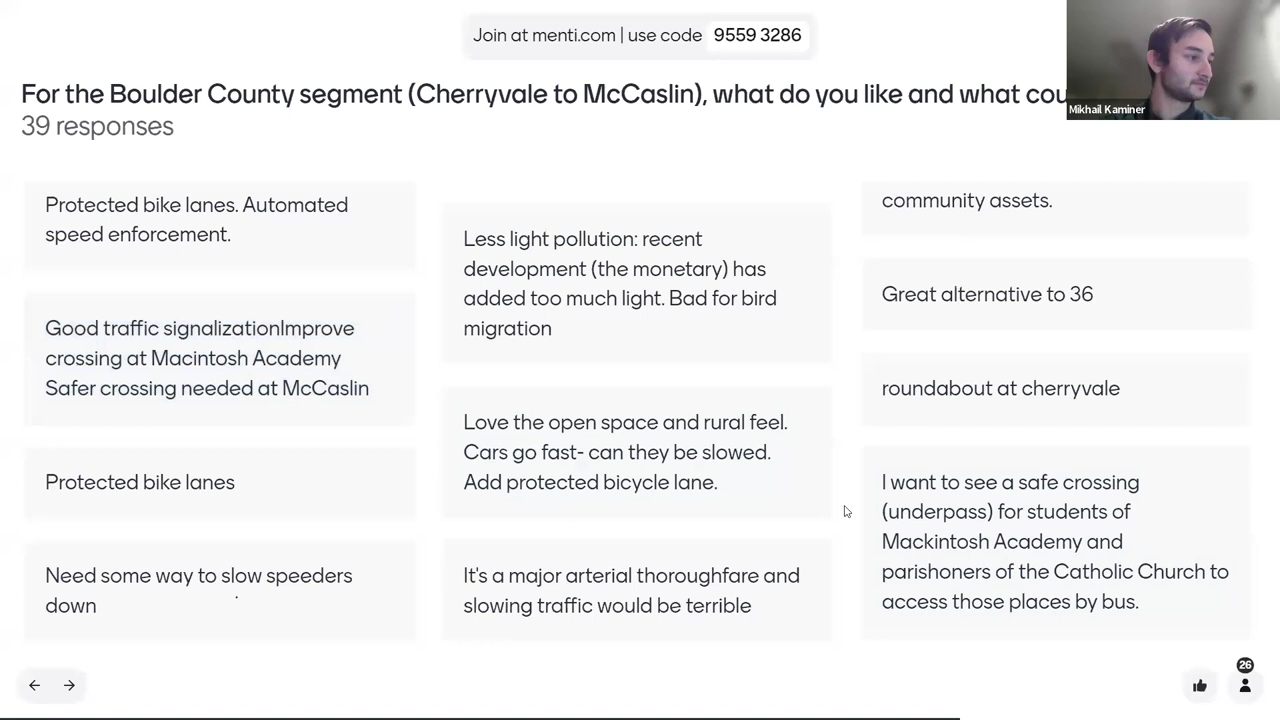 Join at menti.com | use code 9559 3286
For the Boulder County segment (Cherryvale to McCaslin), what do you like and what cou
39 responses
Mikhail Kaminer
Protected bike lanes. Automated
speed enforcement.
Good traffic signalizationImprove
crossing at Macintosh Academy
Safer crossing needed at McCaslin
Protected bike lanes
Need some way to slow speeders
down
Less light pollution: recent
development (the monetary) has
added too much light. Bad for bird
migration
Love the open space and rural feel.
Cars go fast- can they be slowed.
Add protected bicycle lane.
It's a major arterial thoroughfare and
slowing traffic would be terrible
community assets.
Great alternative to 36
roundabout at cherryvale
I want to see a safe crossing
(underpass) for students of
Mackintosh Academy and
parishoners of the Catholic Church to
access those places by bus.
26